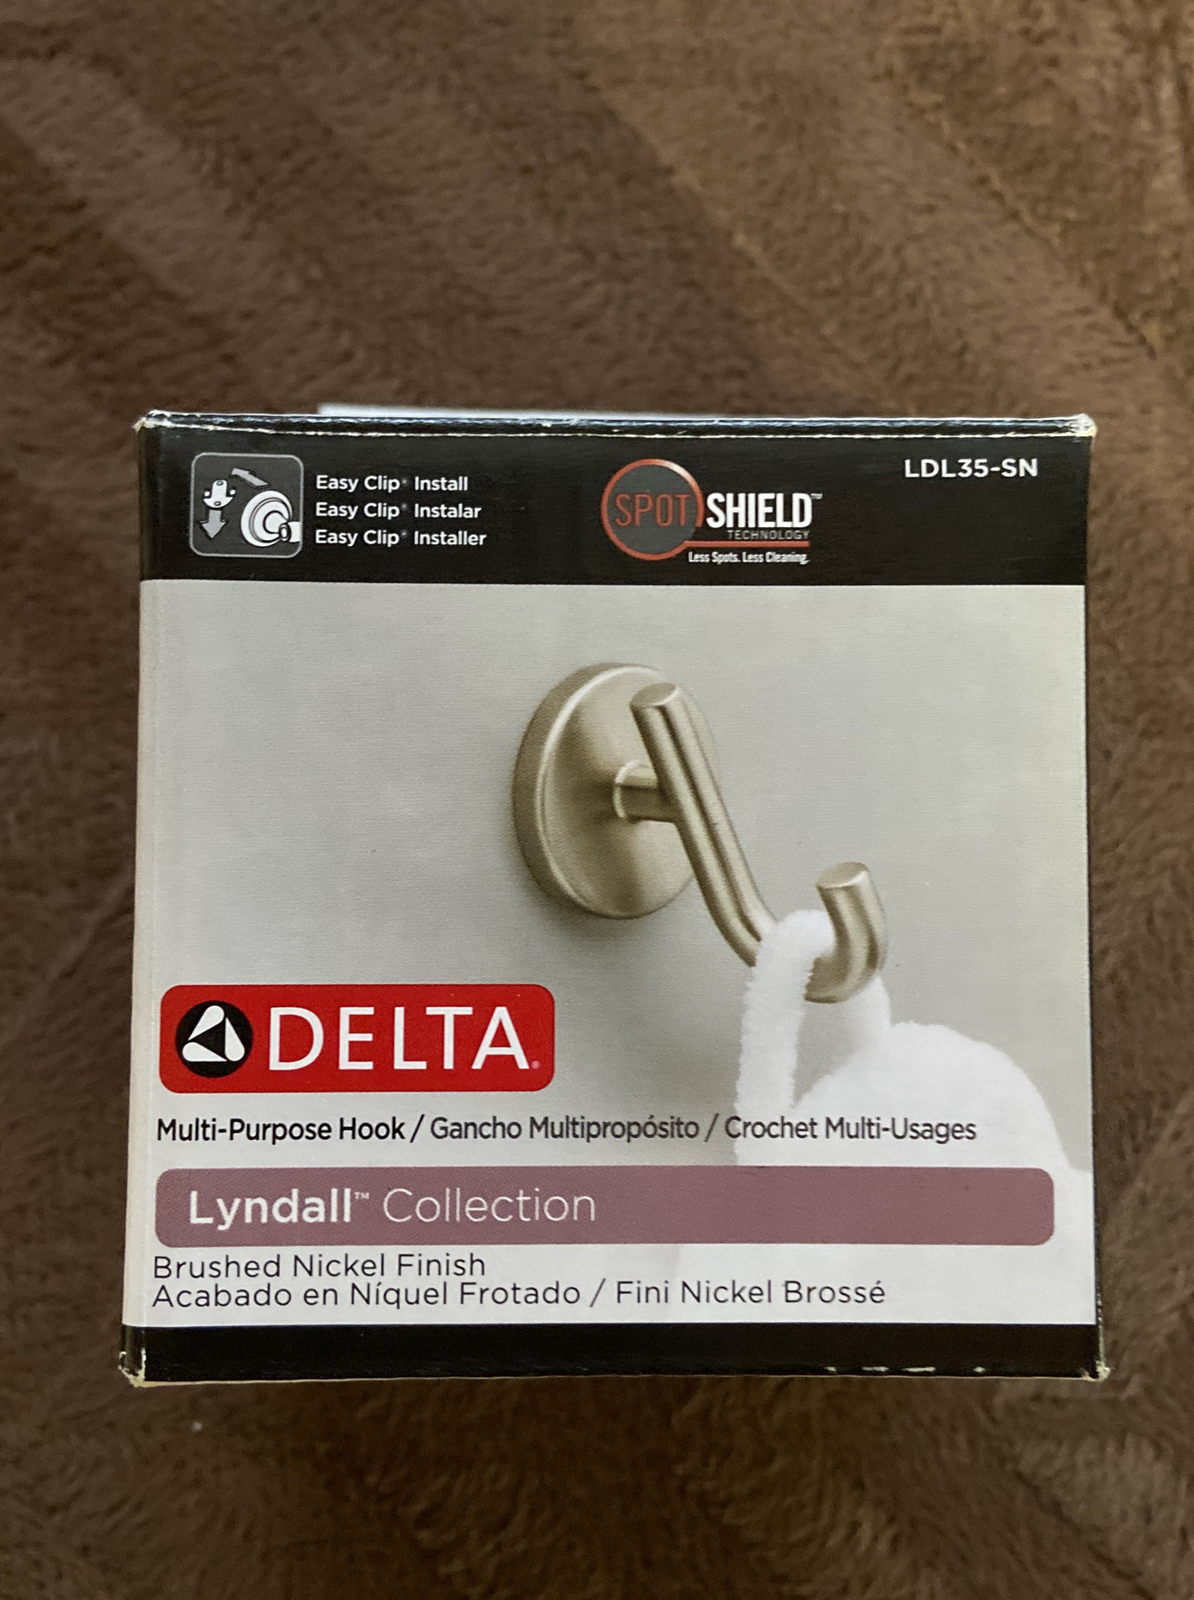 Easy Clip® Install
Easy Clip® Instalar
Easy Clip® Installer
SPOT SHIELD™
TECHNOLOGY
Less Spots. Less Cleaning.
LDL35-SN
DELTA®
Multi-Purpose Hook / Gancho Multipropósito / Crochet Multi-Usages
Lyndall™ Collection
Brushed Nickel Finish
Acabado en Níquel Frotado / Fini Nickel Brossé